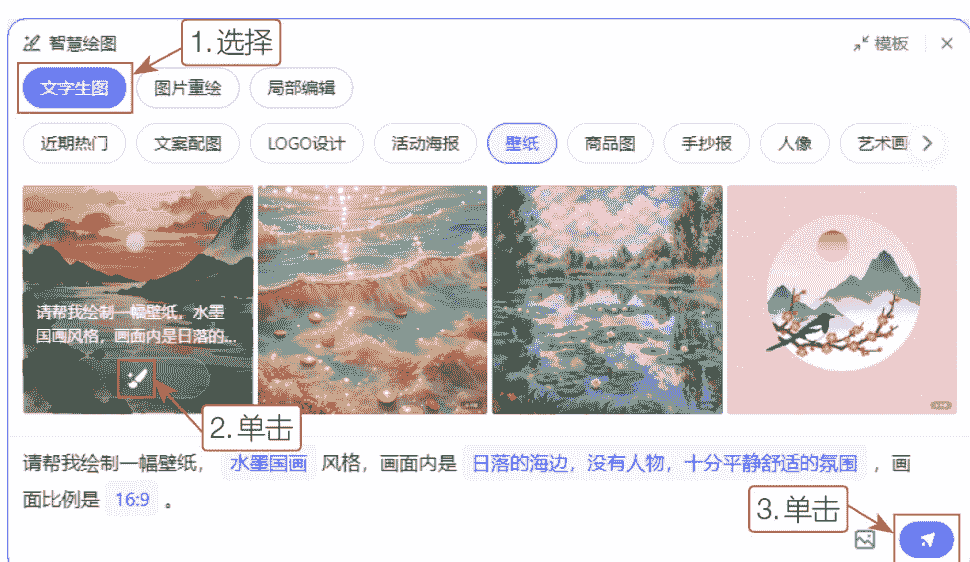 智慧绘图
1.选择
模板
文字生图
图片重绘
局部编辑
近期热门
文案配图
LOGO设计
活动海报
壁纸
商品图
手抄报
人像
艺术画
请帮我绘制一幅壁纸，水墨
国画风格，画面内是日落的...
2.单击
请帮我绘制一幅壁纸， 水墨国画 风格，画面内是 日落的海边，没有人物，十分平静舒适的氛围 ，画
面比例是 16:9 。
3.单击